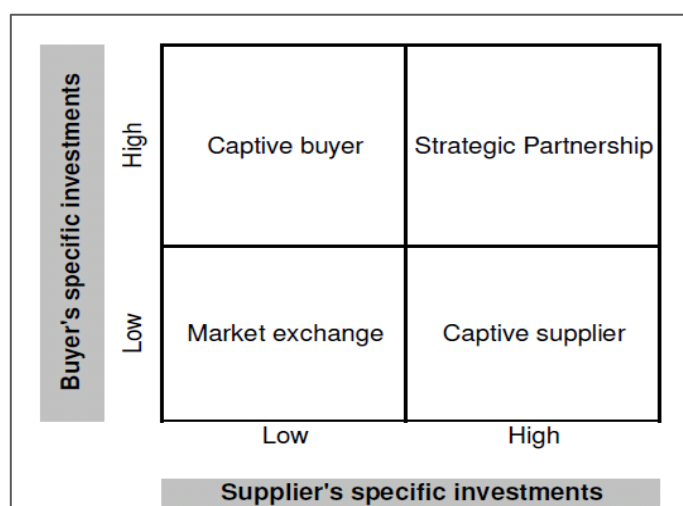 Buyer's specific investments
High
Captive buyer
Strategic Partnership
Low
Market exchange
Captive supplier
Low
High
Supplier's specific investments